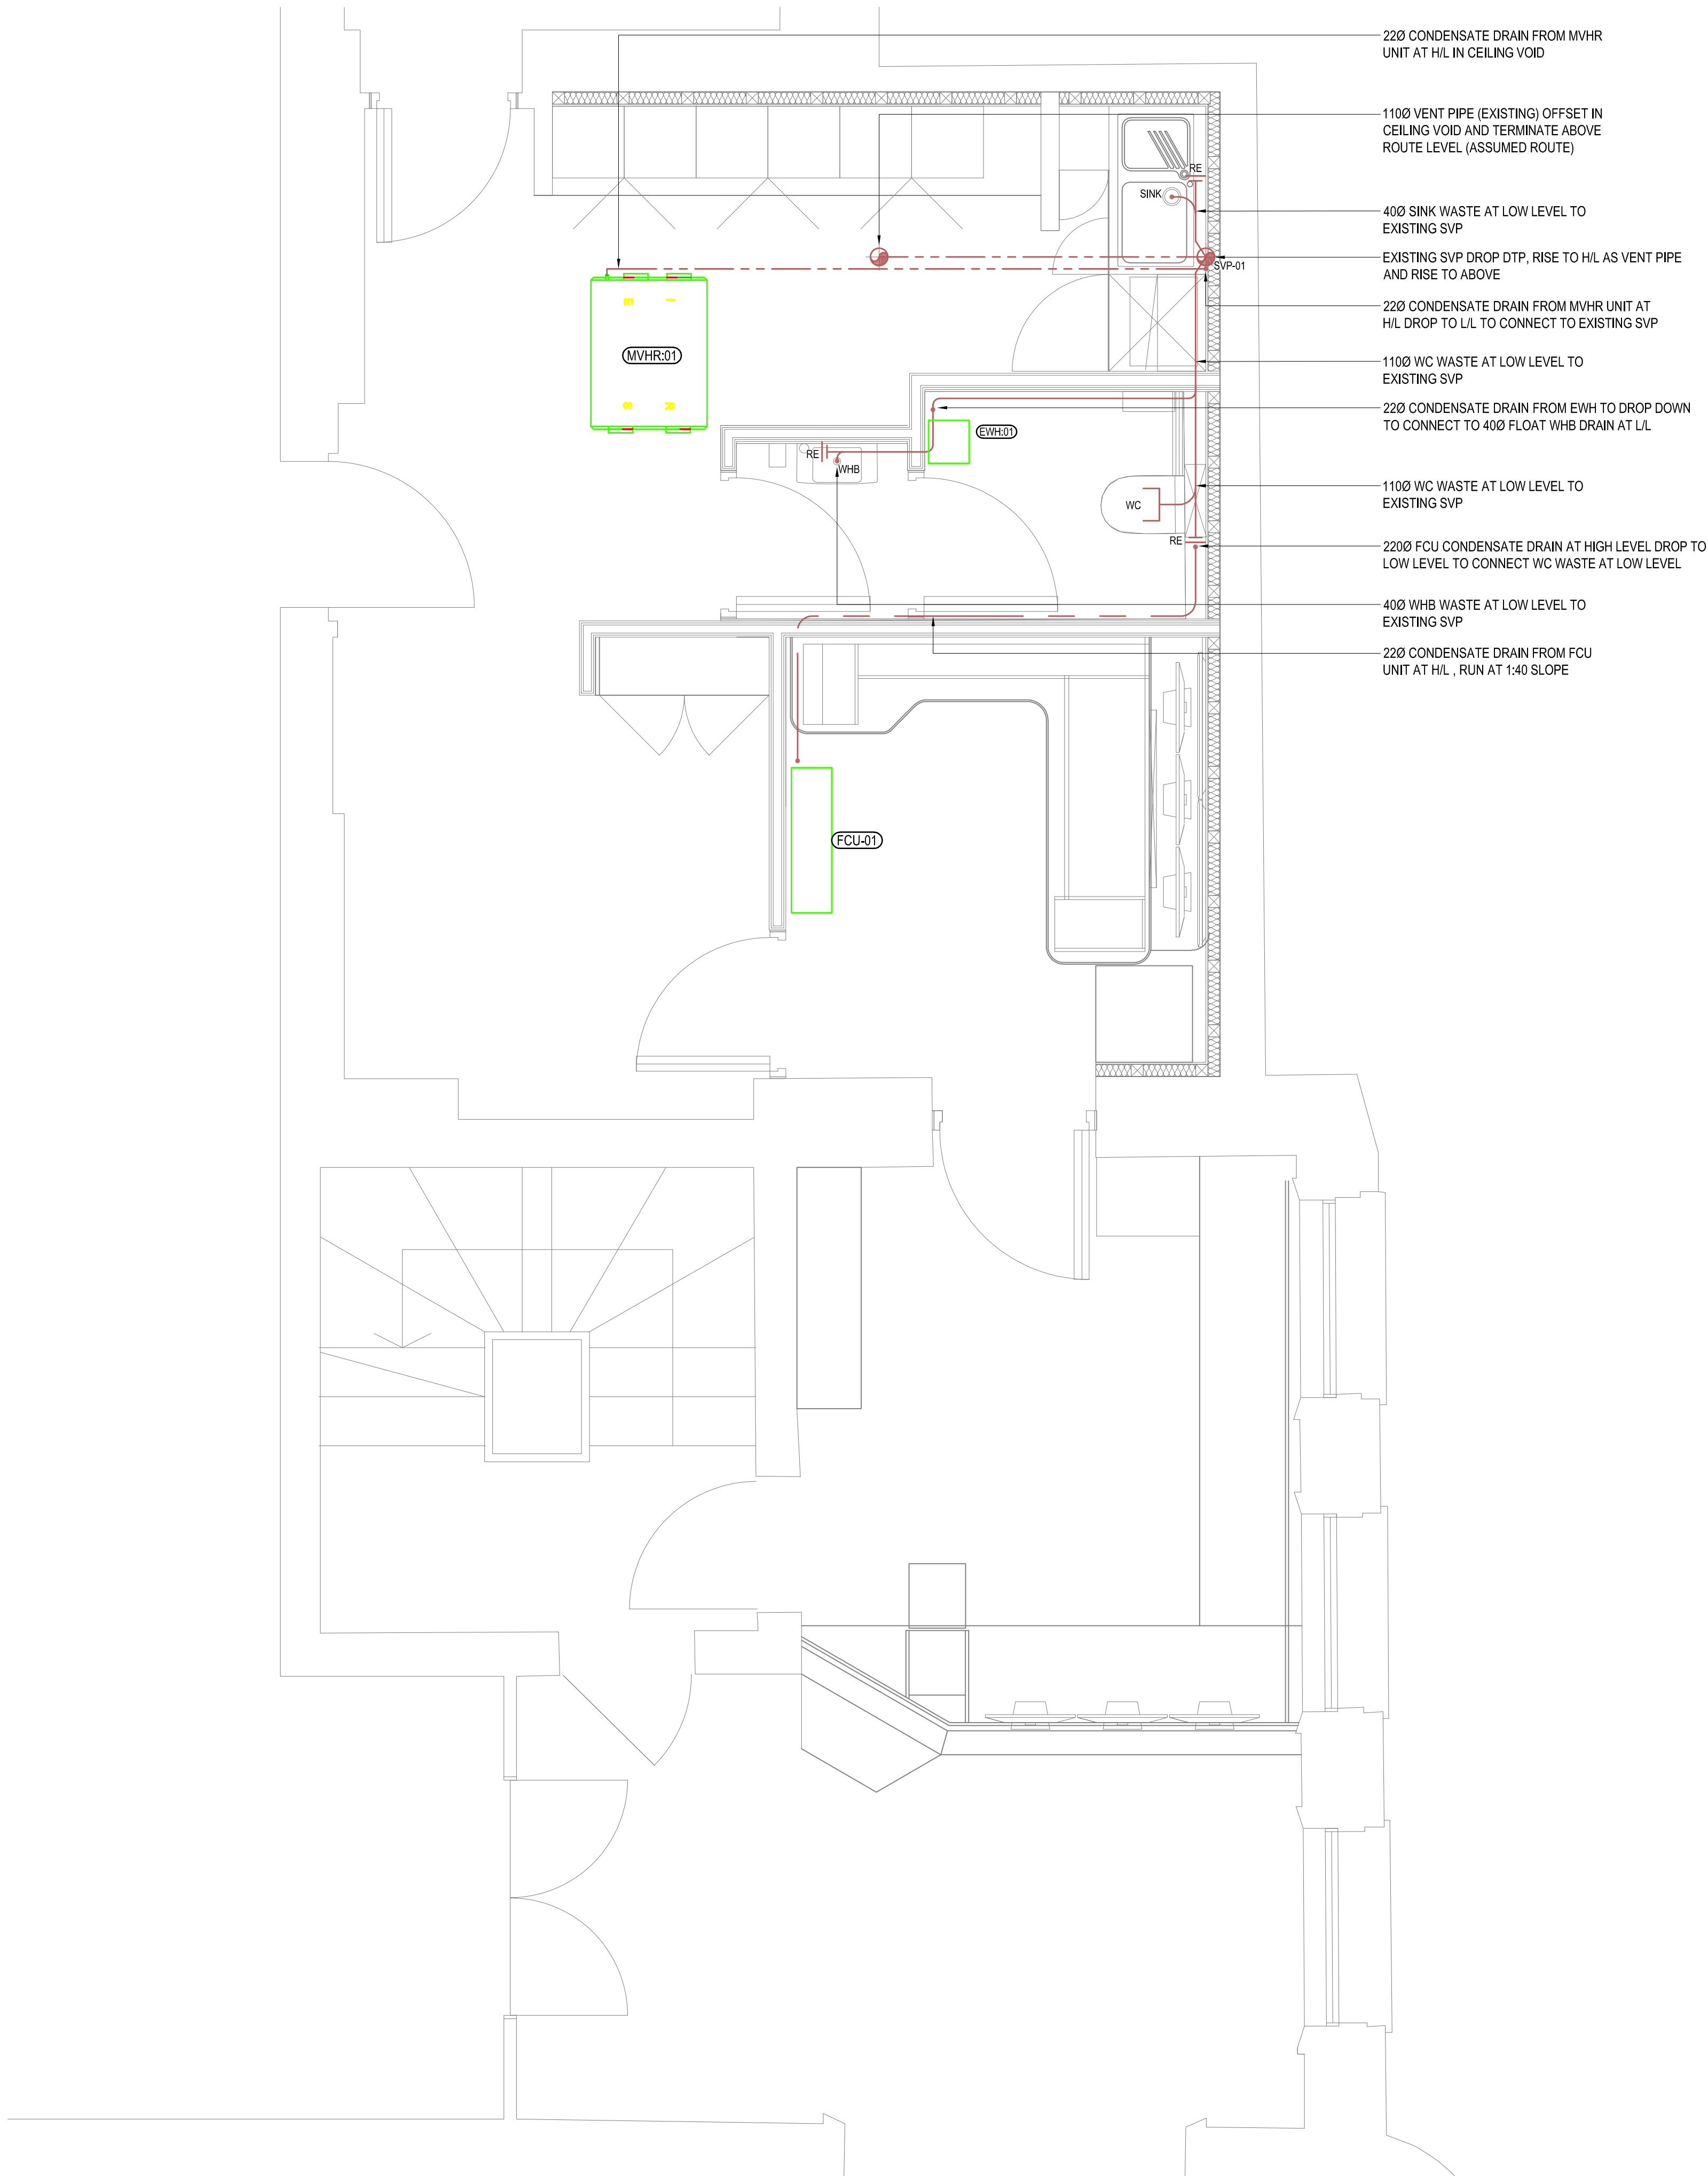 22Ø CONDENSATE DRAIN FROM MVHR
UNIT AT H/L IN CEILING VOID
110Ø VENT PIPE (EXISTING) OFFSET IN
CEILING VOID AND TERMINATE ABOVE
ROUTE LEVEL (ASSUMED ROUTE)
RE
SINK
40Ø SINK WASTE AT LOW LEVEL TO
EXISTING SVP
EXISTING SVP DROP DTP, RISE TO H/L AS VENT PIPE
AND RISE TO ABOVE
SVP-01
22Ø CONDENSATE DRAIN FROM MVHR UNIT AT
H/L DROP TO L/L TO CONNECT TO EXISTING SVP
E
I
MVHR:01
S
R
110Ø WC WASTE AT LOW LEVEL TO
EXISTING SVP
22Ø CONDENSATE DRAIN FROM EWH TO DROP DOWN
TO CONNECT TO 40Ø FLOAT WHB DRAIN AT L/L
EWH:01
RE
WHB
110Ø WC WASTE AT LOW LEVEL TO
EXISTING SVP
WC
RE
220Ø FCU CONDENSATE DRAIN AT HIGH LEVEL DROP TO
LOW LEVEL TO CONNECT WC WASTE AT LOW LEVEL
40Ø WHB WASTE AT LOW LEVEL TO
EXISTING SVP
22Ø CONDENSATE DRAIN FROM FCU
UNIT AT H/L , RUN AT 1:40 SLOPE
FCU-01